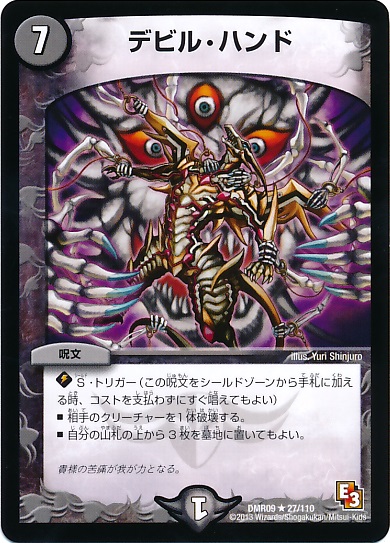 7
デビル・ハンド
Illus. Yuri Shinjuro
呪文
S・トリガー(この呪文をシールドゾーンから手札に加え
る時、コストを支払わずにすぐ唱えてもよい)
■ 相手のクリーチャーを1体破壊する。
■ 自分の山札の上から3枚を墓地に置いてもよい。
貴様の苦痛が我が力となる。
DMR09 ★ 27/110
©2013 Wizards/Shogakukan/Mitsui-Kids
E3